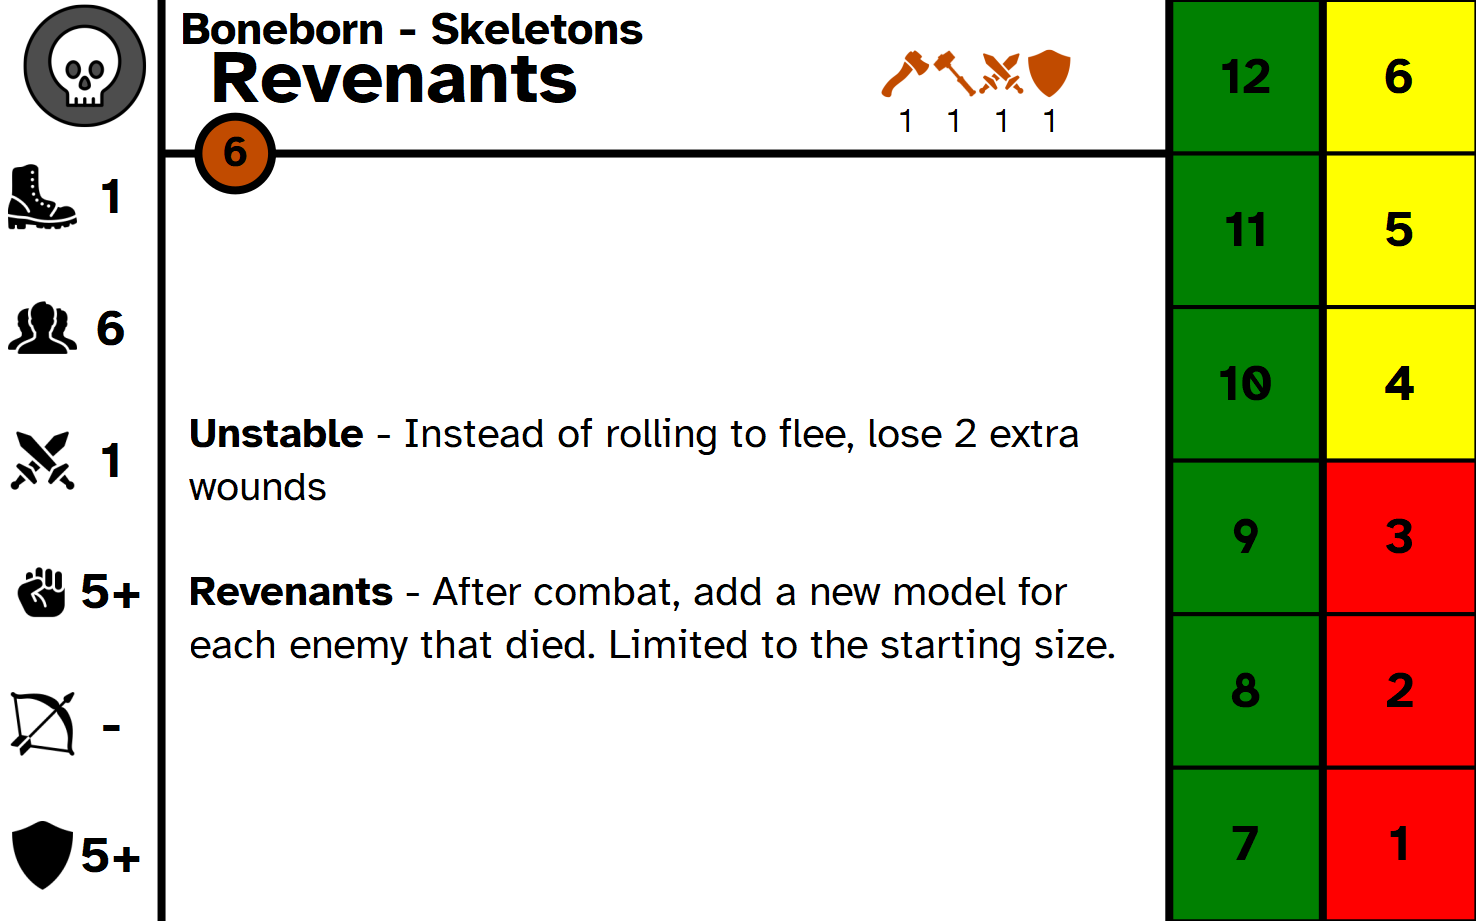 Boneborn - Skeletons
Revenants
1 1 1 1
6
1
6
1
5+
-
5+
Unstable - Instead of rolling to flee, lose 2 extra
wounds
Revenants - After combat, add a new model for
each enemy that died. Limited to the starting size.
12 6
11 5
10 4
9 3
8 2
7 1